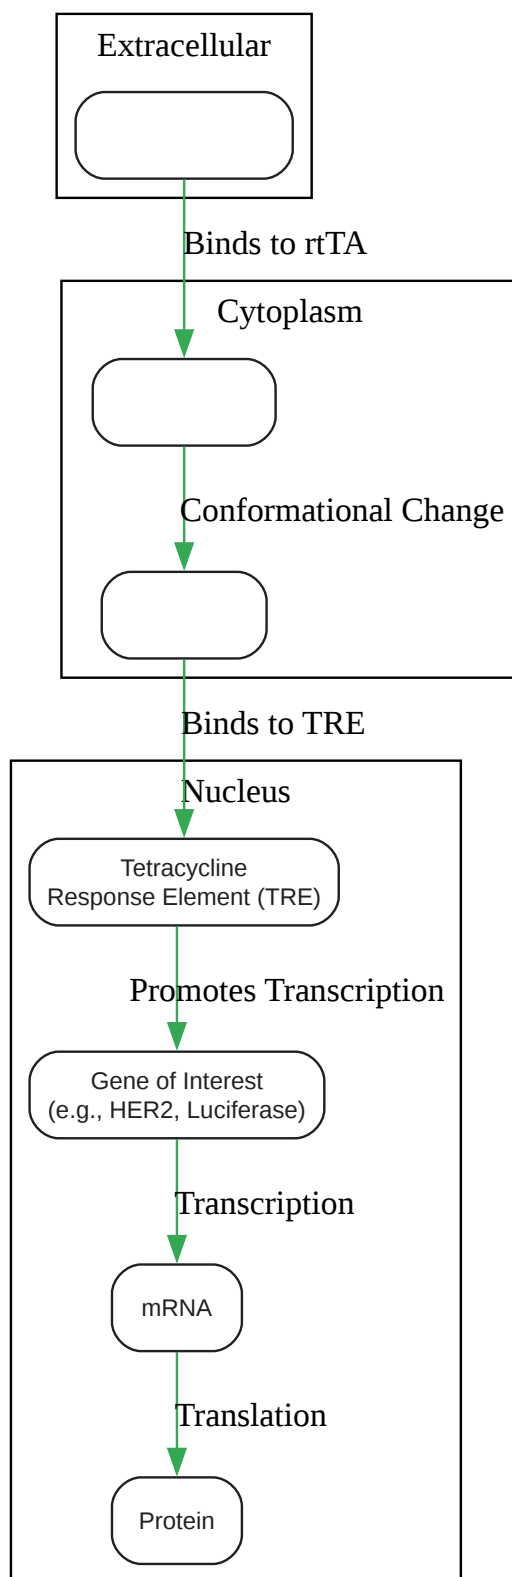 Extracellular
Binds to rtTA
Cytoplasm
Conformational Change
Binds to TRE
Nucleus
Tetracycline
Response Element (TRE)
Promotes Transcription
Gene of Interest
(e.g., HER2, Luciferase)
Transcription
mRNA
Translation
Protein